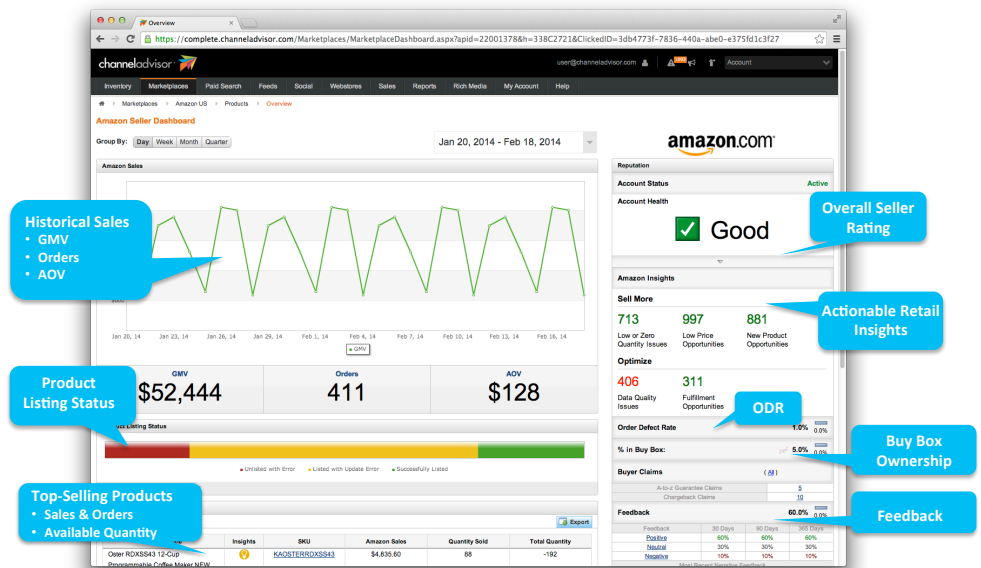 Overview
https://complete.channeladvisor.com/Marketplaces/MarketplaceDashboard.aspx?apid=22001378&h=338C2721&ClickedID=3db4773f-7836-440a-abe0-e375fd1c3f27
channeladvisor
user@channeladvisor.com
Account
Inventory Marketplaces Paid Search Feeds Social Webstores Sales Reports Rich Media My Account Help
Marketplaces > Amazon US > Products > Overview
Amazon Seller Dashboard
Group By: Day Week Month Quarter
Jan 20, 2014 - Feb 18, 2014
amazon.com
Amazon Sales
Reputation
Account Status Active
Account Health
Good
Historical Sales
• GMV
• Orders
• AOV
Overall Seller
Rating
Jan 20, 14 Jan 23, 14 Jan 26, 14 Jan 29, 14 Feb 1, 14 Feb 4, 14 Feb 7, 14 Feb 10, 14 Feb 13, 14 Feb 16, 14
GMV
Amazon Insights
Sell More
713 997 881
Low or Zero Quantity Issues
Low Price Opportunities
New Product Opportunities
Actionable Retail
Insights
Optimize
406 311
Data Quality Issues
Fulfillment Opportunities
GMV Orders AOV
$52,444 411 $128
Product
Listing Status
Listing Status
Unlisted with Error Listed with Update Error Successfully Listed
ODR
Order Defect Rate 1.0% 0.0%
% in Buy Box: 5.0% 0.0%
Buy Box
Ownership
Buyer Claims (All)
A-to-z Guarantee Claims 5
Chargeback Claims 10
Feedback 60.0% 0.0%
Feedback
Feedback 30 Days 90 Days 365 Days
Positive 60% 60% 60%
Neutral 30% 30% 30%
Negative 10% 10% 10%
Most Recent Negative Feedback
Top-Selling Products
• Sales & Orders
• Available Quantity
Export
Insights SKU Amazon Sales Quantity Sold Total Quantity
Oster RDXSS43 12-Cup KAOSTERRDXSS43 $4,835.60 88 -192
Programmable Coffee Maker NEW